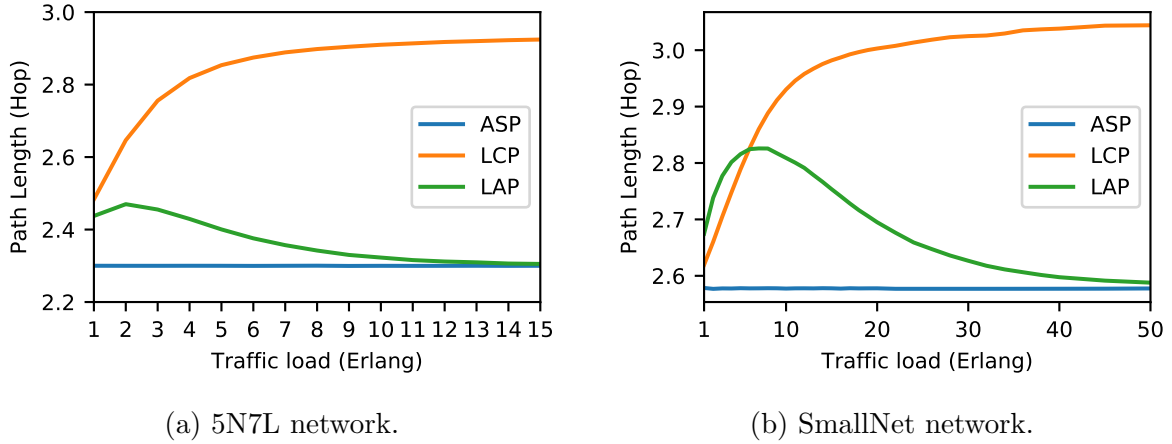 3.0
2.8
2.6
2.4
2.2
Path Length (Hop)
ASP
LCP
LAP
1 2 3 4 5 6 7 8 9 10 11 12 13 14 15
Traffic load (Erlang)
(a) 5N7L network.
3.0
2.9
2.8
2.7
2.6
Path Length (Hop)
ASP
LCP
LAP
1 10 20 30 40 50
Traffic load (Erlang)
(b) SmallNet network.